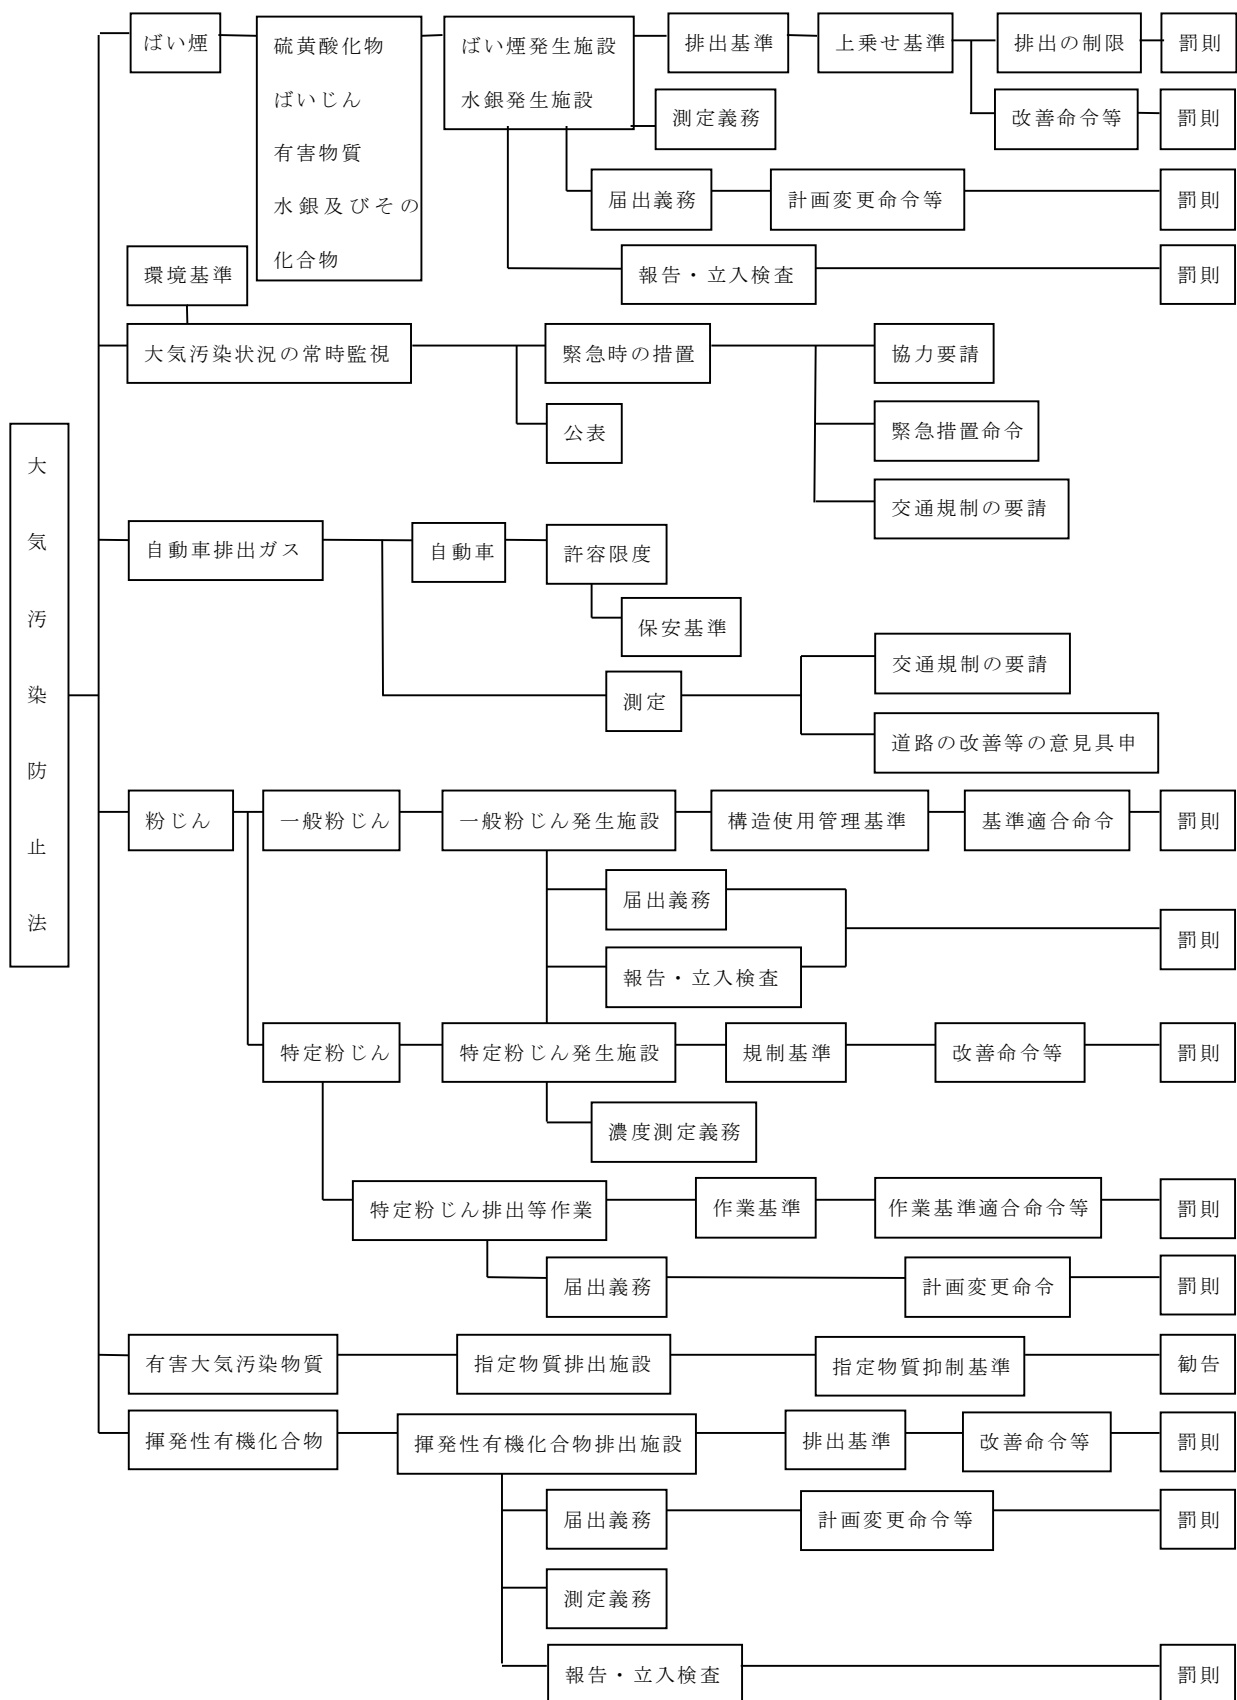 大気汚染防止法
ばい煙
硫黄酸化物
ばいじん
有害物質
水銀及びその
化合物
ばい煙発生施設
水銀発生施設
排出基準
上乗せ基準
排出の制限
罰則
測定義務
改善命令等
罰則
届出義務
計画変更命令等
罰則
報告・立入検査
罰則
環境基準
大気汚染状況の常時監視
緊急時の措置
協力要請
公表
緊急措置命令
交通規制の要請
自動車排出ガス
自動車
許容限度
保安基準
測定
交通規制の要請
道路の改善等の意見具申
粉じん
一般粉じん
一般粉じん発生施設
構造使用管理基準
基準適合命令
罰則
届出義務
報告・立入検査
罰則
特定粉じん
特定粉じん発生施設
規制基準
改善命令等
罰則
濃度測定義務
特定粉じん排出等作業
作業基準
作業基準適合命令等
罰則
届出義務
計画変更命令
罰則
有害大気汚染物質
指定物質排出施設
指定物質抑制基準
勧告
揮発性有機化合物
揮発性有機化合物排出施設
排出基準
改善命令等
罰則
届出義務
計画変更命令等
罰則
測定義務
報告・立入検査
罰則